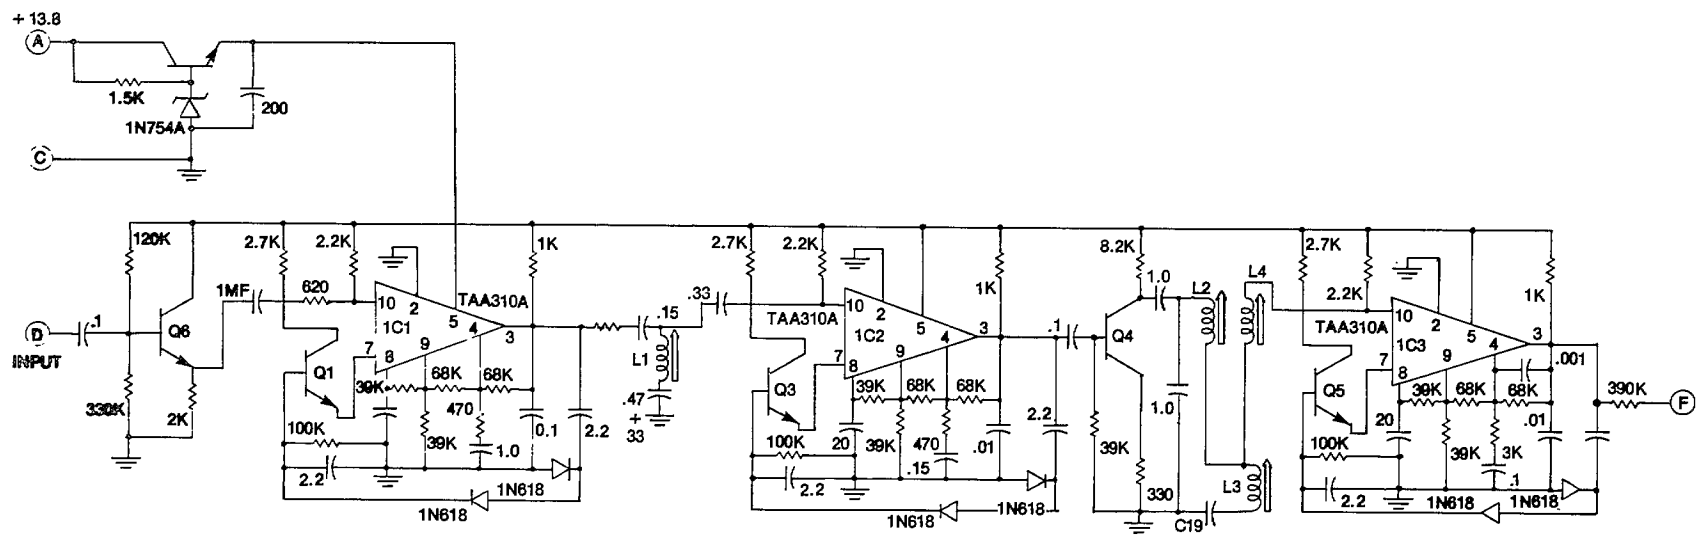 + 13.8
A
1.5K
200
1N754A
C
120K
2.7K
2.2K
1K
2.7K
2.2K
8.2K
2.7K
1MF
620
10
2
TAA310A
1C1
5
4
3
.15
.33
TAA310A
10
2
1C2
5
4
3
1K
1.0
L2
L4
2.2K
TAA310A
10
2
1C3
5
4
3
1K
D
.1
INPUT
Q6
7
8
9
L1
7
8
9
.1
Q4
7
8
9
.001
Q1
39K
68K
68K
Q3
39K
68K
68K
1.0
Q5
39K
68K
68K
390K
F
330K
2K
470
.47
+
33
100K
39K
1.0
0.1
2.2
100K
20
39K
470
.01
2.2
39K
100K
20
39K
3K
.01
2.2
.15
2.2
330
L3
.1
2.2
1N618
1N618
1N618
1N618
C19
1N618
1N618